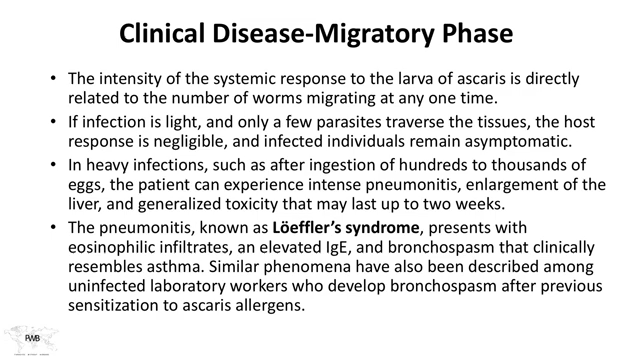 Clinical Disease-Migratory Phase
• The intensity of the systemic response to the larva of ascaris is directly
related to the number of worms migrating at any one time.
• If infection is light, and only a few parasites traverse the tissues, the host
response is negligible, and infected individuals remain asymptomatic.
• In heavy infections, such as after ingestion of hundreds to thousands of
eggs, the patient can experience intense pneumonitis, enlargement of the
liver, and generalized toxicity that may last up to two weeks.
• The pneumonitis, known as Löeffler's syndrome, presents with
eosinophilic infiltrates, an elevated IgE, and bronchospasm that clinically
resembles asthma. Similar phenomena have also been described among
uninfected laboratory workers who develop bronchospasm after previous
sensitization to ascaris allergens.
PWB